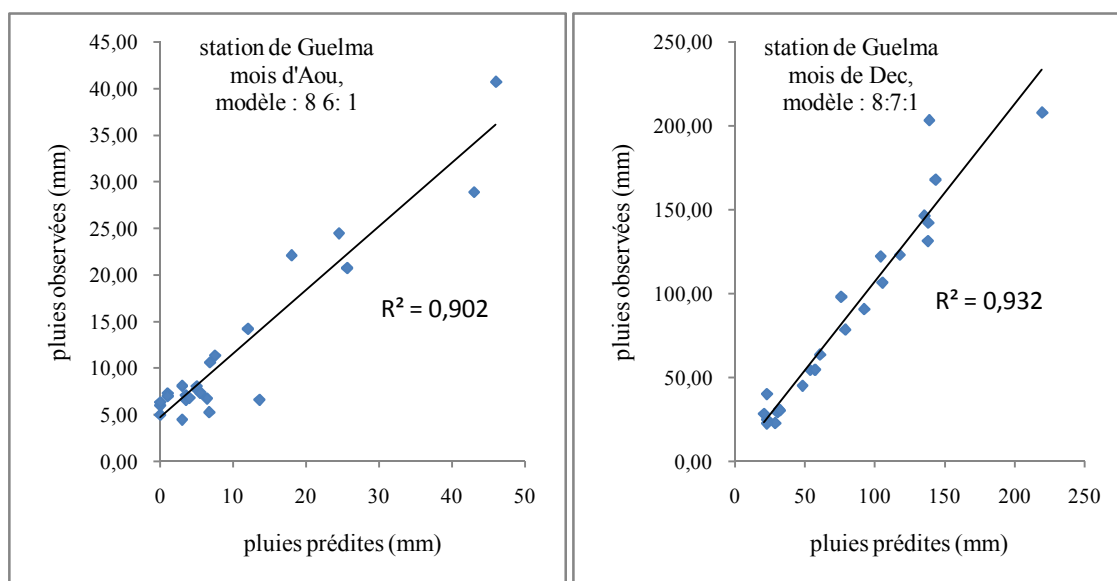 station de Guelma
mois d'Aou,
modèle : 8 6: 1
45,00
40,00
35,00
30,00
25,00
20,00
15,00
10,00
5,00
0,00
pluies observées (mm)
R² = 0,902
0 10 20 30 40 50
pluies prédites (mm)
station de Guelma
mois de Dec,
modèle : 8:7:1
250,00
200,00
150,00
100,00
50,00
0,00
pluies observées (mm)
R² = 0,932
0 50 100 150 200 250
pluies prédites (mm)